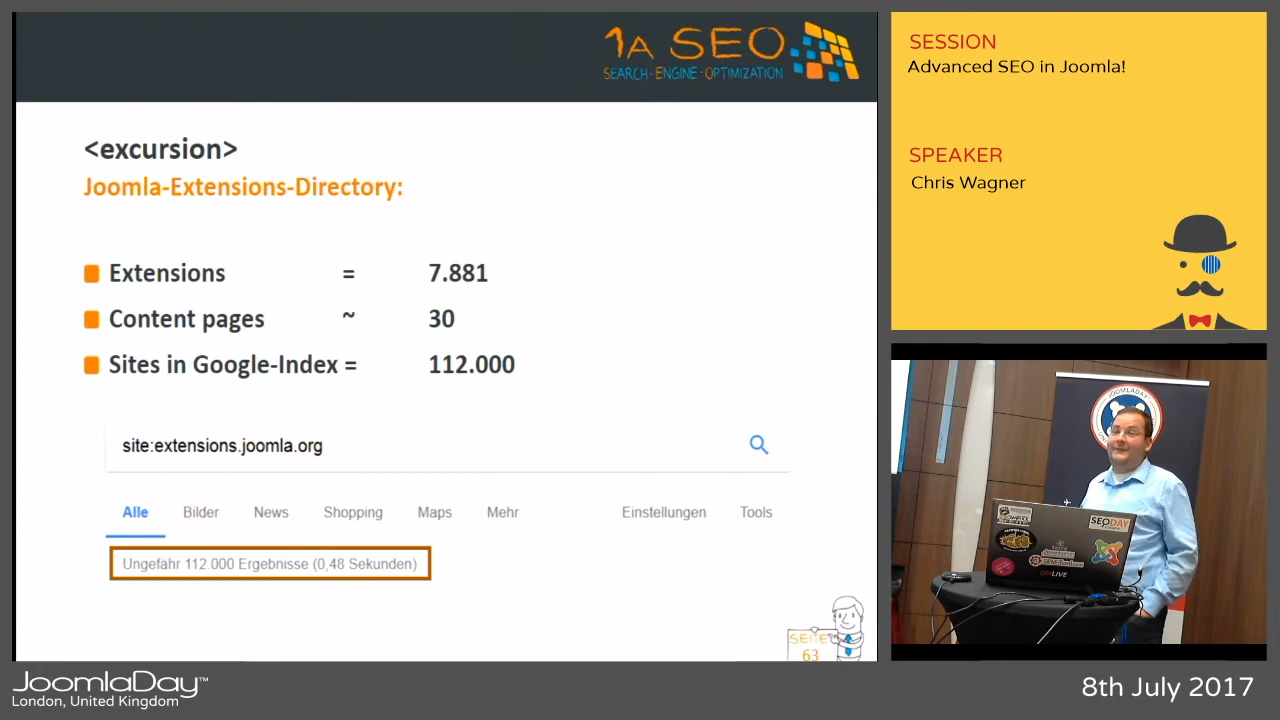 1A SEO
SEARCH-ENGINE-OPTIMIZATION
<excursion>
Joomla-Extensions-Directory:
Extensions = 7.881
Content pages ~ 30
Sites in Google-Index = 112.000
site:extensions.joomla.org
Alle Bilder News Shopping Maps Mehr Einstellungen Tools
Ungefähr 112.000 Ergebnisse (0,48 Sekunden)
SEITE
63
SESSION
Advanced SEO in Joomla!
SPEAKER
Chris Wagner
JOOMLADAY
SEODAY
JoomlaDay™
London, United Kingdom
8th July 2017